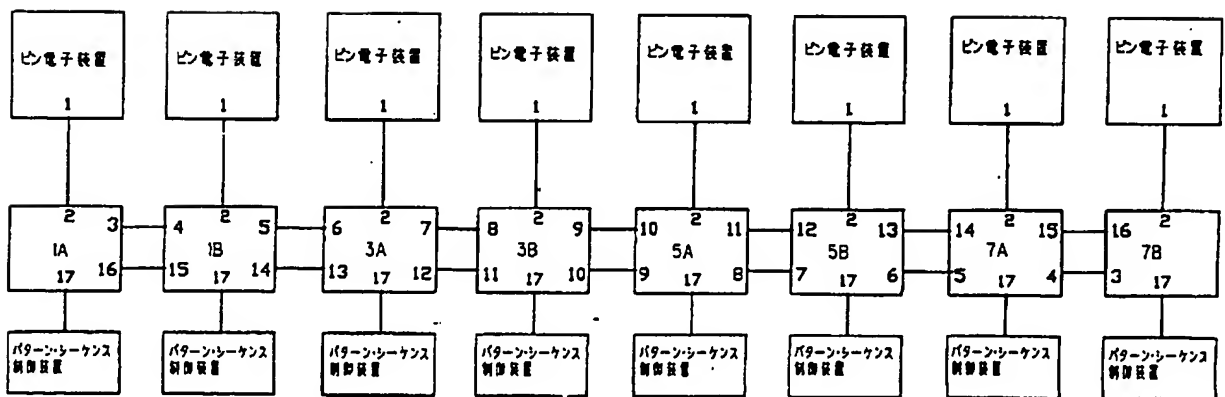 ピン電子装置 ピン電子装置 ピン電子装置 ピン電子装置 ピン電子装置 ピン電子装置 ピン電子装置 ピン電子装置
1 1 1 1 1 1 1 1
2 2 2 2 2 2 2 2
3 4 5 6 7 8 9 10 11 12 13 14 15 16
1A 1B 3A 3B 5A 5B 7A 7B
16 15 14 13 12 11 10 9 8 7 6 5 4 3
17 17 17 17 17 17 17 17
パターン・シーケンス パターン・シーケンス パターン・シーケンス パターン・シーケンス パターン・シーケンス パターン・シーケンス パターン・シーケンス パターン・シーケンス
制御装置 制御装置 制御装置 制御装置 制御装置 制御装置 制御装置 制御装置